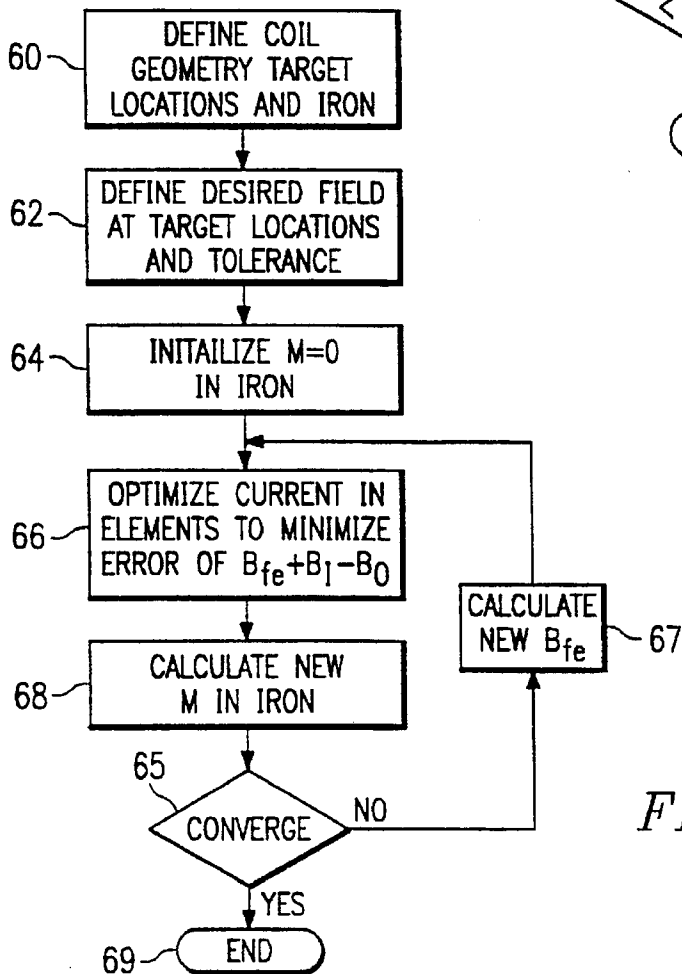 60
DEFINE COIL
GEOMETRY TARGET
LOCATIONS AND IRON
62
DEFINE DESIRED FIELD
AT TARGET LOCATIONS
AND TOLERANCE
64
INITAILIZE M=0
IN IRON
66
OPTIMIZE CURRENT IN
ELEMENTS TO MINIMIZE
ERROR OF Bfe+BI-BO
CALCULATE
NEW Bfe
67
68
CALCULATE NEW
M IN IRON
65
CONVERGE
NO
YES
69
END